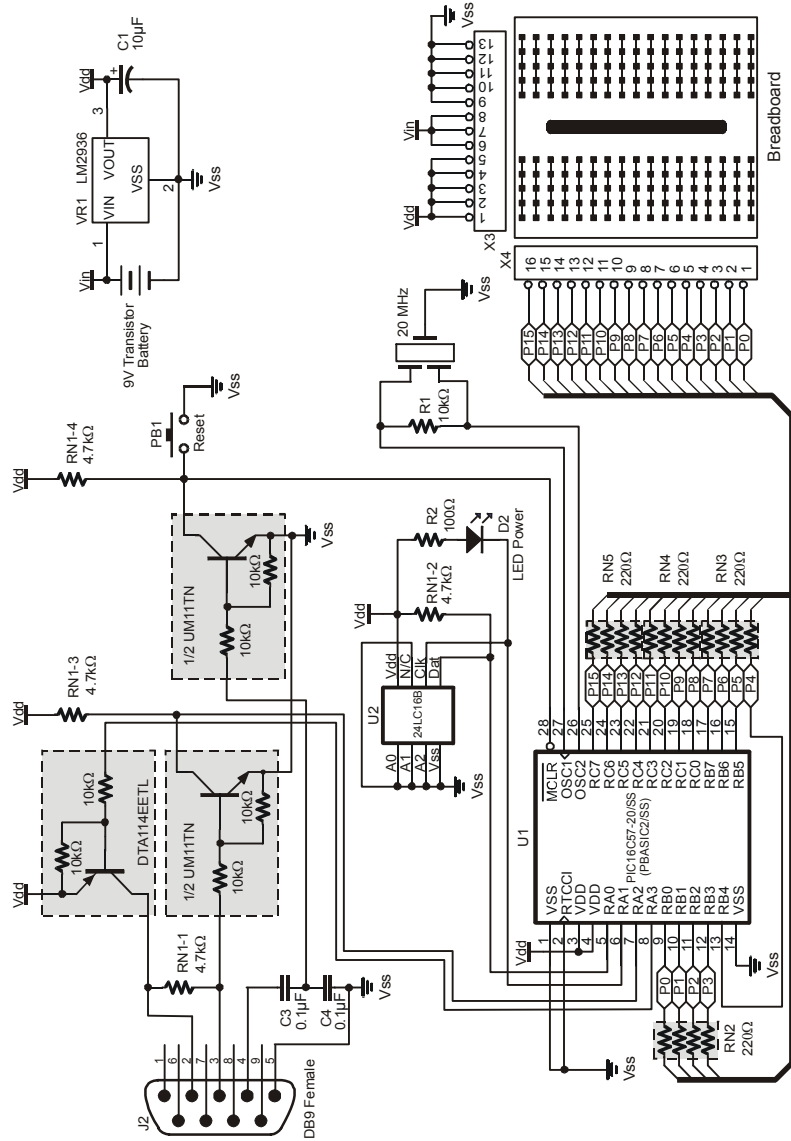 Vin
VR1 LM2936
VIN
VOUT
VSS
1
3
2
Vdd
C1
10µF
+
9V Transistor
Battery
Vss
Vdd
RN1-4
4.7kΩ
PB1
Reset
Vss
1/2 UM11TN
10kΩ
10kΩ
Vss
Vdd
RN1-3
4.7kΩ
Vdd
10kΩ
10kΩ
DTA114EETL
1/2 UM11TN
10kΩ
10kΩ
RN1-1
4.7kΩ
J2
1
6
2
7
3
8
4
9
5
DB9 Female
C3
0.1µF
C4
0.1µF
Vss
Vdd
R2
100Ω
D2
LED Power
RN1-2
4.7kΩ
U2
24LC16B
A0
A1
A2
Vss
Vdd
N/C
Clk
Dat
Vss
20 MHz
R1
10kΩ
Vss
Vdd
Vin
Vss
X3
1
2
3
4
5
6
7
8
9
10
11
12
13
Breadboard
X4
16
15
14
13
12
11
10
9
8
7
6
5
4
3
2
1
P15
P14
P13
P12
P11
P10
P9
P8
P7
P6
P5
P4
P3
P2
P1
P0
RN5
220Ω
RN4
220Ω
RN3
220Ω
P15
P14
P13
P12
P11
P10
P9
P8
P7
P6
P5
P4
28
27
26
25
24
23
22
21
20
19
18
17
16
15
MCLR
OSC1
OSC2
RC7
RC6
RC5
RC4
RC3
RC2
RC1
RC0
RB7
RB6
RB5
U1
PIC16C57-20/SS
(PBASIC2/SS)
VSS
RTCCI
VDD
VDD
RA0
RA1
RA2
RA3
RB0
RB1
RB2
RB3
RB4
VSS
1
2
3
4
5
6
7
8
9
10
11
12
13
14
Vdd
Vss
Vss
P0
P1
P2
P3
RN2
220Ω